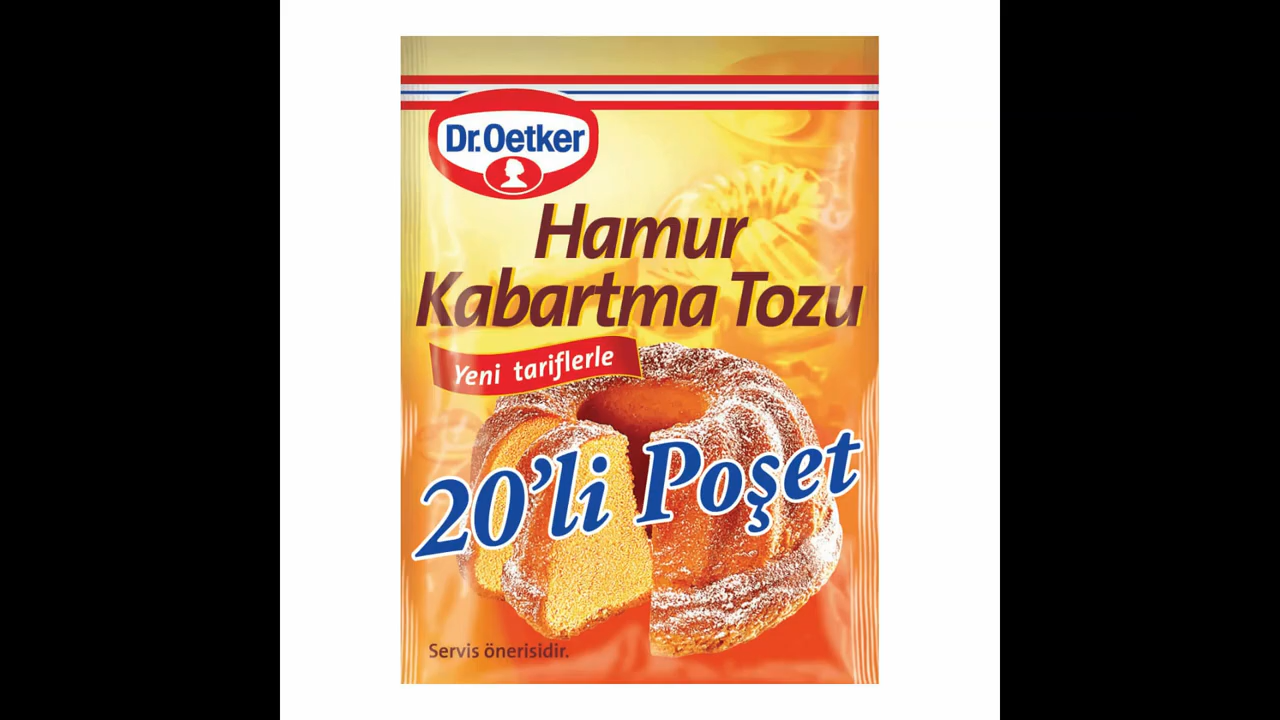 Dr.Oetker
Hamur
Kabartma Tozu
Yeni tariflerle
20'li Poşet
Servis önerisidir.